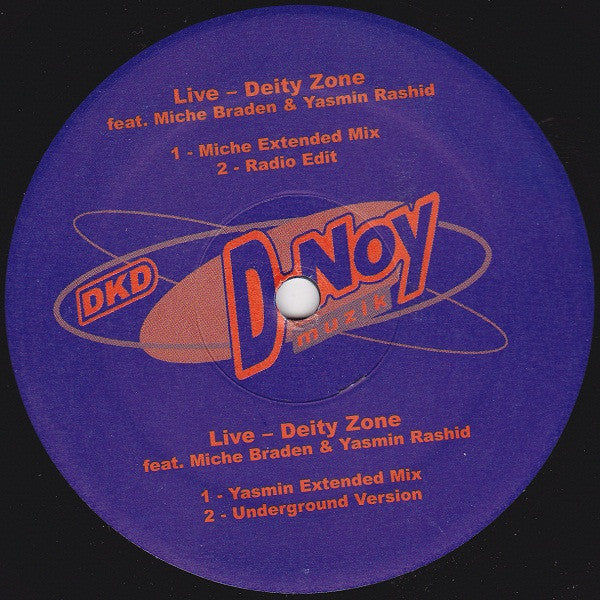 Live – Deity Zone
feat. Miche Braden & Yasmin Rashid
1 - Miche Extended Mix
2 - Radio Edit
DKD
D-NOY
muzik
Live – Deity Zone
feat. Miche Braden & Yasmin Rashid
1 - Yasmin Extended Mix
2 - Underground Version